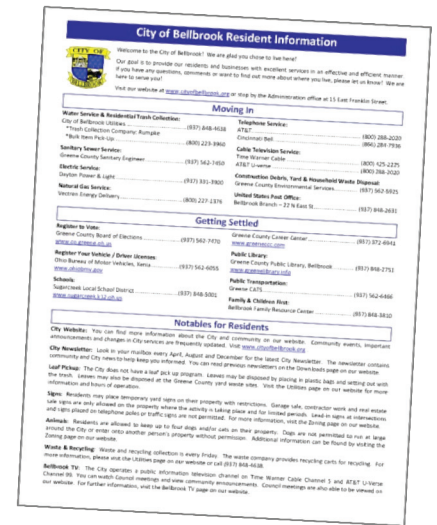 City of Bellbrook Resident Information
CITY OF
Welcome to the City of Bellbrook! We are glad you chose to live here!
Our goal is to provide our residents and businesses with excellent services in an effective and efficient manner
If you have any questions, comments or want to find out more about where you live, please let us know! We are
here to serve you!
Visit our website at www.cityofbellbrook.org or stop by the Administration office at 15 East Franklin Street.
Moving In
Water Service & Residential Trash Collection:
City of Bellbrook Utilities (937) 848-4638
*Trash Collection Company: Rumpke
*Bulk Item Pick-Up (800) 223-3960
Sanitary Sewer Service:
Greene County Sanitary Engineer (937) 562-7450
Electric Service:
Dayton Power & Light (937) 331-3900
Natural Gas Service:
Vectren Energy Delivery (800) 227-1376
Telephone Service:
AT&T (800) 288-2020
Cincinnati Bell (866) 284-7936
Cable Television Service:
Time Warner Cable (800) 425-2225
AT&T U-Verse (800) 288-2020
Construction Debris, Yard & Household Waste Disposal:
Greene County Environmental Services (937) 562-5925
United States Post Office:
Bellbrook Branch – 22 N East St (937) 848-2631
Getting Settled
Register to Vote:
Greene County Board of Elections (937) 562-7470
www.co.greene.oh.us
Register Your Vehicle / Driver Licenses:
Ohio Bureau of Motor Vehicles, Xenia (937) 562-6055
www.ohiobmv.gov
Schools:
Sugarcreek Local School District (937) 848-5001
www.sugarcreek.k12.oh.us
Greene County Career Center (937) 372-6941
www.greeneccc.com
Public Library:
Greene County Public Library, Bellbrook (937) 848-2751
www.greenelibrary.info
Public Transportation:
Greene CATS (937) 562-6466
Family & Children First:
Bellbrook Family Resource Center (937) 848-3810
Notables for Residents
City Website: You can find more information about the City and community on our website. Community events, important
announcements and changes in City services are frequently updated. Visit www.cityofbellbrook.org
City Newsletter: Look in your mailbox every April, August and December for the latest City Newsletter. The newsletter contains
community and City news to help keep you informed. You can read previous newsletters on the Downloads page on our website.
Leaf Pickup: The City does not have a leaf pick up program. Leaves may be disposed by placing in plastic bags and setting out with
the trash. Leaves may also be disposed at the Greene County yard waste sites. Visit the Utilities page on our website for more
information and hours of operation.
Signs: Residents may place temporary yard signs on their property with restrictions. Garage sale, contractor work and real estate
sale signs are only allowed on the property where the activity is taking place and for limited periods. Lead-in signs at intersections
and signs placed on telephone poles or traffic signs are not permitted. For more information, visit the Zoning page on our website.
Animals: Residents are allowed to keep up to four dogs and/or cats on their property. Dogs are not permitted to run at large
around the City or enter onto another person's property without permission. Additional information can be found by visiting the
Zoning page on our website.
Waste & Recycling: Waste and recycling collection is every Friday. The waste company provides recycling carts for recycling. For
more information, please visit the Utilities page on our website or call (937) 848-4638.
Bellbrook TV: The City operates a public information television channel on Time Warner Cable Channel 5 and AT&T U-Verse
Channel 99. You can watch Council meetings and view community announcements. Council meetings are also able to be viewed on
our website. For further information, visit the Bellbrook TV page on our website.